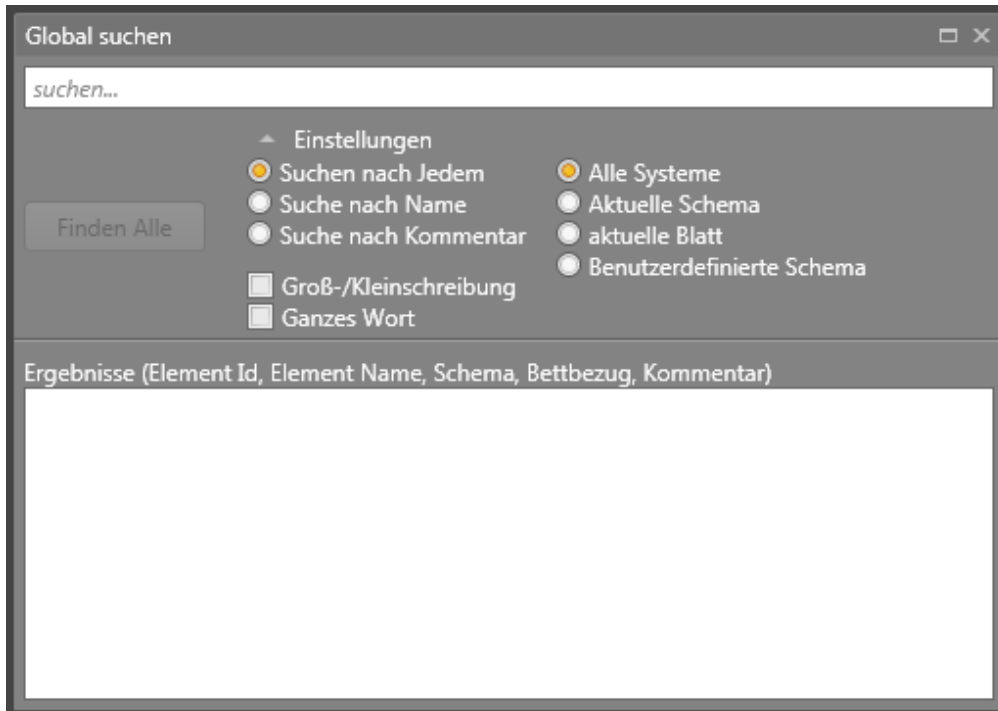 Global suchen
suchen...
Einstellungen
Suchen nach Jedem
Suche nach Name
Suche nach Kommentar
Alle Systeme
Aktuelle Schema
aktuelle Blatt
Benutzerdefinierte Schema
Finden Alle
Groß-/Kleinschreibung
Ganzes Wort
Ergebnisse (Element Id, Element Name, Schema, Bettbezug, Kommentar)